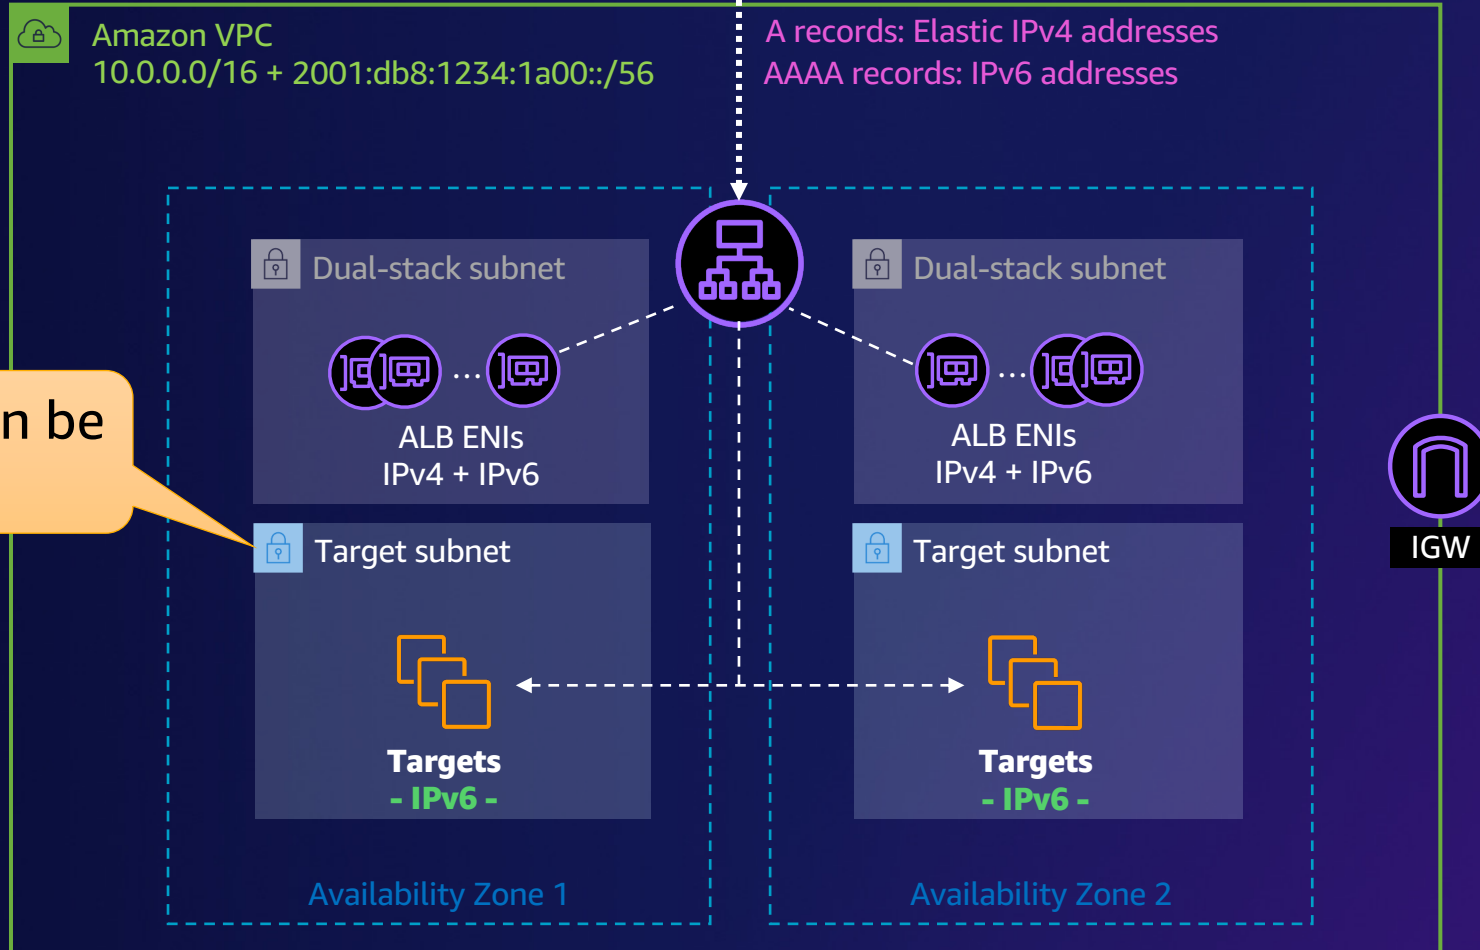 Amazon VPC
10.0.0.0/16 + 2001:db8:1234:1a00::/56
A records: Elastic IPv4 addresses
AAAA records: IPv6 addresses
Dual-stack subnet
Dual-stack subnet
...
...
ALB ENIs
IPv4 + IPv6
ALB ENIs
IPv4 + IPv6
n be
Target subnet
Target subnet
IGW
Targets
- IPv6 -
Targets
- IPv6 -
Availability Zone 1
Availability Zone 2